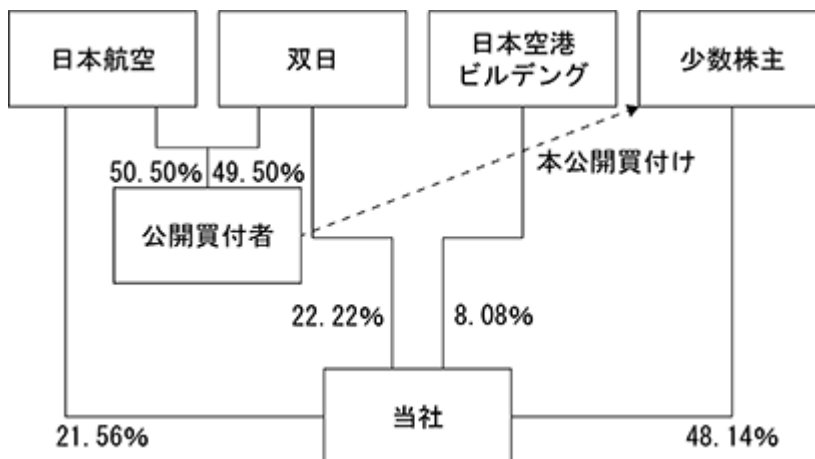 日本航空
双日
日本空港
ビルデング
少数株主
50.50%
49.50%
本公開買付け
公開買付者
22.22%
8.08%
当社
21.56%
48.14%